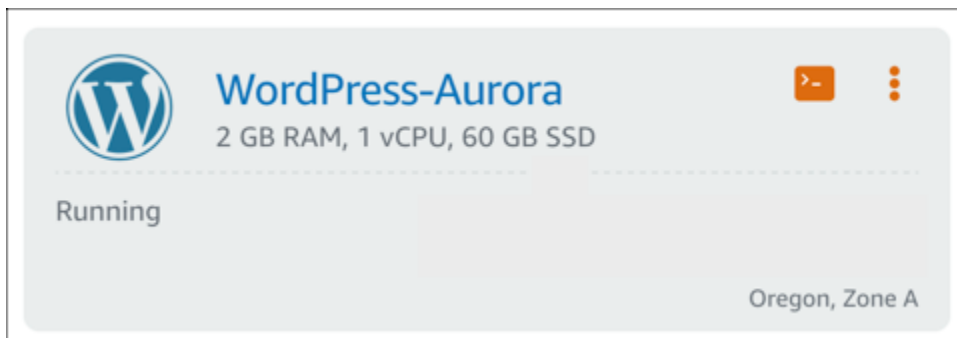 WordPress-Aurora
2 GB RAM, 1 vCPU, 60 GB SSD
Running
Oregon, Zone A